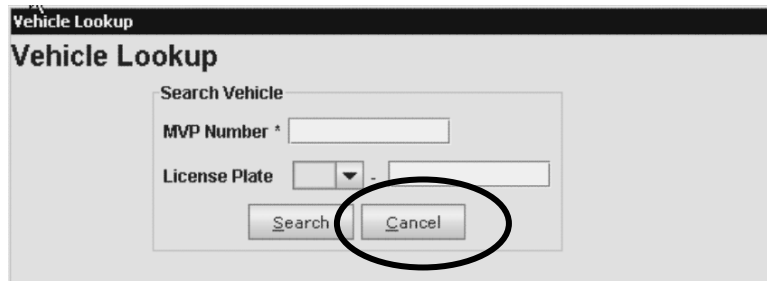 Vehicle Lookup
Vehicle Lookup
Search Vehicle
MVP Number *
License Plate -
Search Cancel